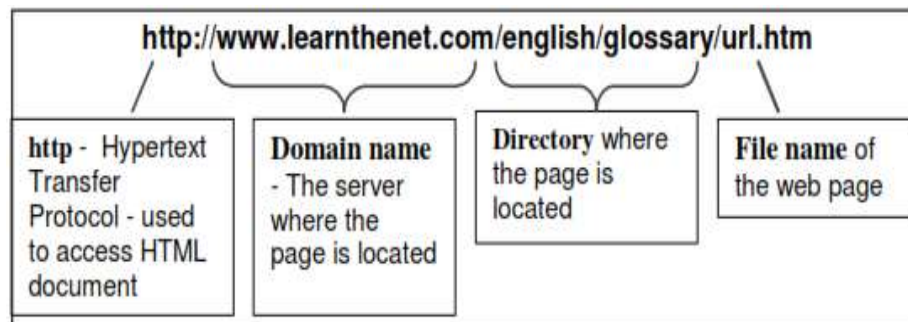 http://www.learnthenet.com/english/glossary/url.htm
http - Hypertext
Transfer
Protocol - used
to access HTML
document
Domain name
- The server
where the
page is located
Directory where
the page is
located
File name of
the web page